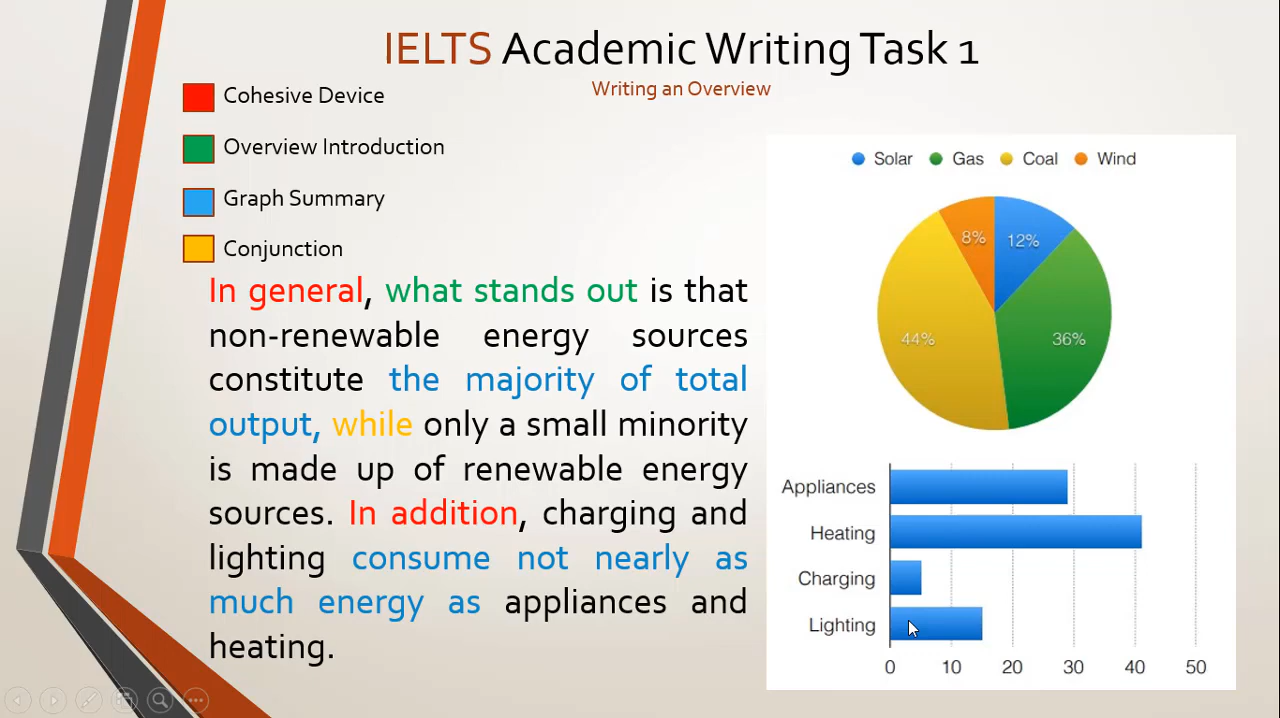 IELTS Academic Writing Task 1
Writing an Overview
Cohesive Device
Overview Introduction
Graph Summary
Conjunction
In general, what stands out is that
non-renewable energy sources
constitute the majority of total
output, while only a small minority
is made up of renewable energy
sources. In addition, charging and
lighting consume not nearly as
much energy as appliances and
heating.
Solar Gas Coal Wind
8% 12%
44% 36%
Appliances
Heating
Charging
Lighting
0 10 20 30 40 50